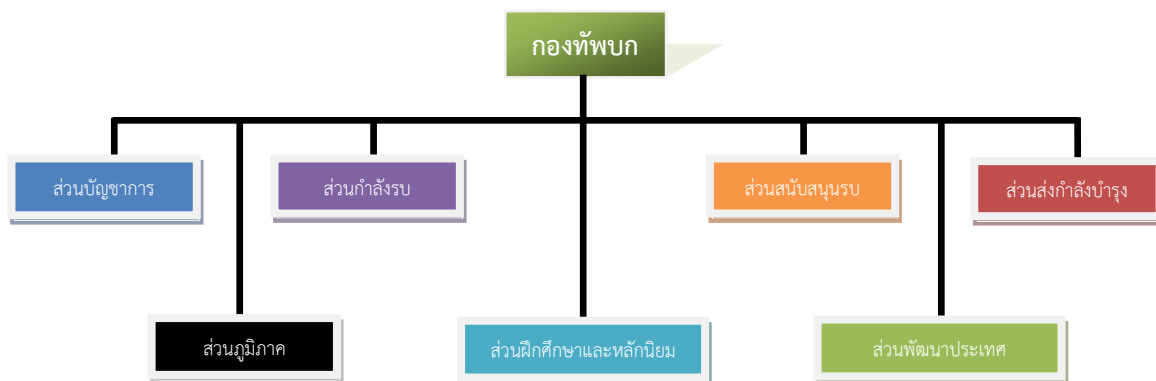 กองทัพบก
ส่วนบัญชาการ
ส่วนกำลังรบ
ส่วนสนับสนุนรบ
ส่วนส่งกำลังบำรุง
ส่วนภูมิภาค
ส่วนฝึกศึกษาและหลักนิยม
ส่วนพัฒนาประเทศ